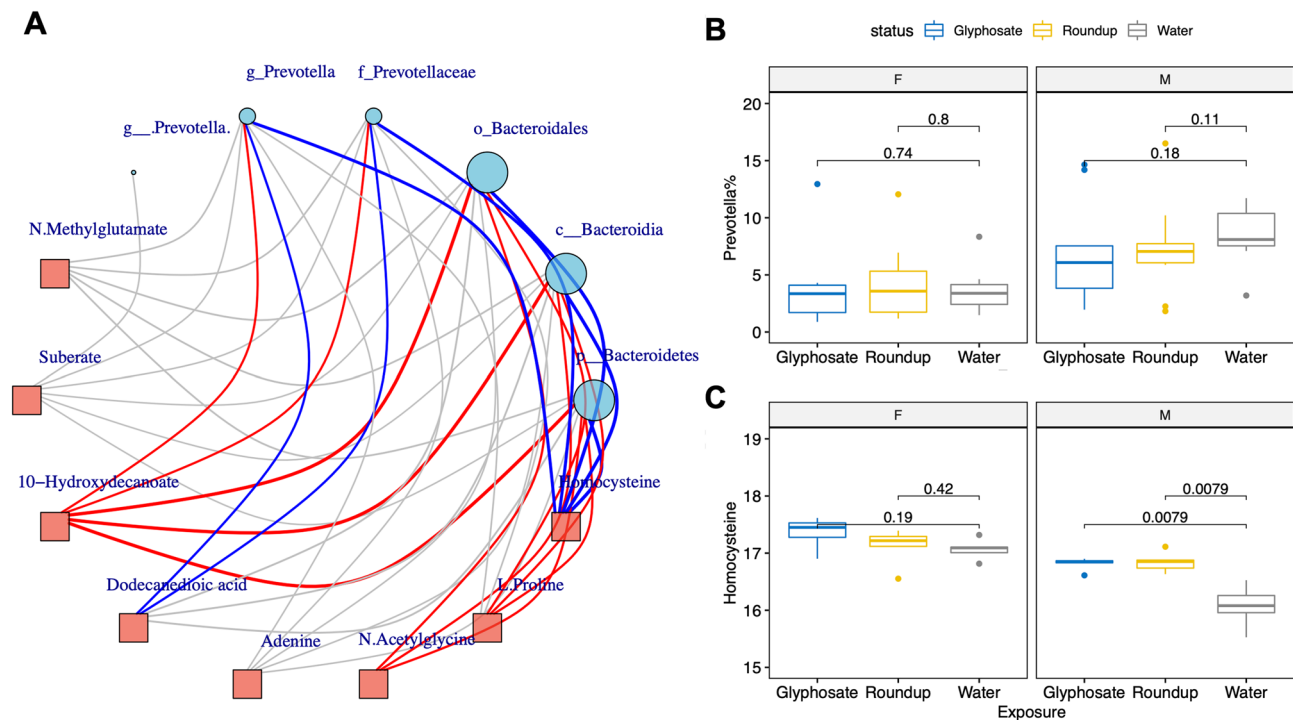 A
g_Prevotella
f_Prevotellaceae
g__.Prevotella.
o_Bacteroidales
N.Methylglutamate
c__Bacteroidia
Suberate
p__Bacteroidetes
10−Hydroxydecanoate
Homocysteine
Dodecanedioic acid
L.Proline
Adenine
N.Acetylglycine
B
status Glyphosate Roundup Water
F M
Prevotella%
20
15
10
5
0
0.8
0.74
0.11
0.18
Glyphosate Roundup Water Glyphosate Roundup Water
C
F M
Homocysteine
19
18
17
16
15
0.42
0.19
0.0079
0.0079
Glyphosate Roundup Water Glyphosate Roundup Water
Exposure